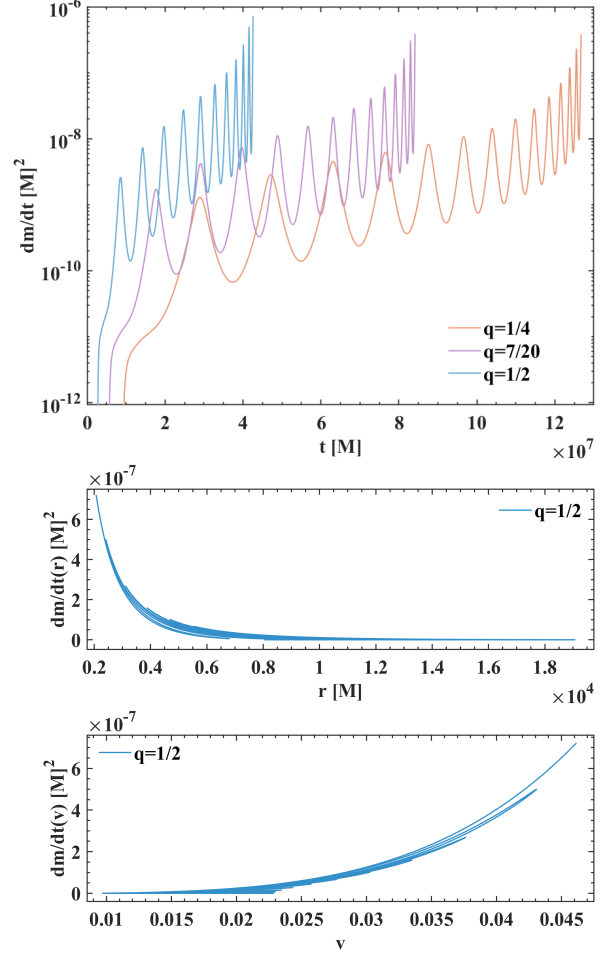 10^-6
10^-8
10^-10
10^-12
dm/dt [M]^2
q=1/4
q=7/20
q=1/2
0 2 4 6 8 10 12
t [M]
×10^7
×10^-7
6
4
2
0
dm/dt(r) [M]^2
q=1/2
0.2 0.4 0.6 0.8 1 1.2 1.4 1.6 1.8
r [M]
×10^4
×10^-7
q=1/2
6
4
2
0
dm/dt(v) [M]^2
0.01 0.015 0.02 0.025 0.03 0.035 0.04 0.045
v